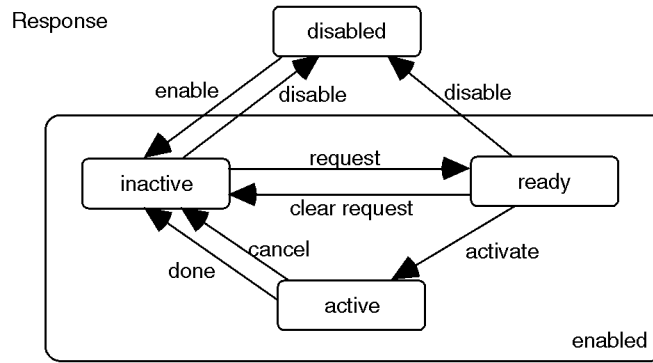 Response
disabled
enable
disable
disable
inactive
request
ready
clear request
cancel
activate
done
active
enabled